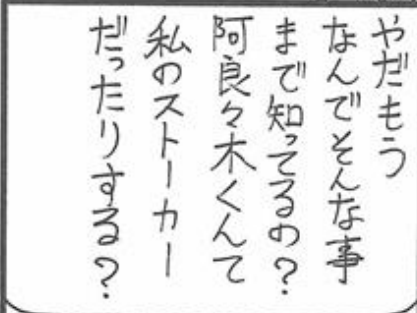 やだもう
なんでそんな事
まで知ってるの?
阿良々木くんて
私のストーカー
だったりする?